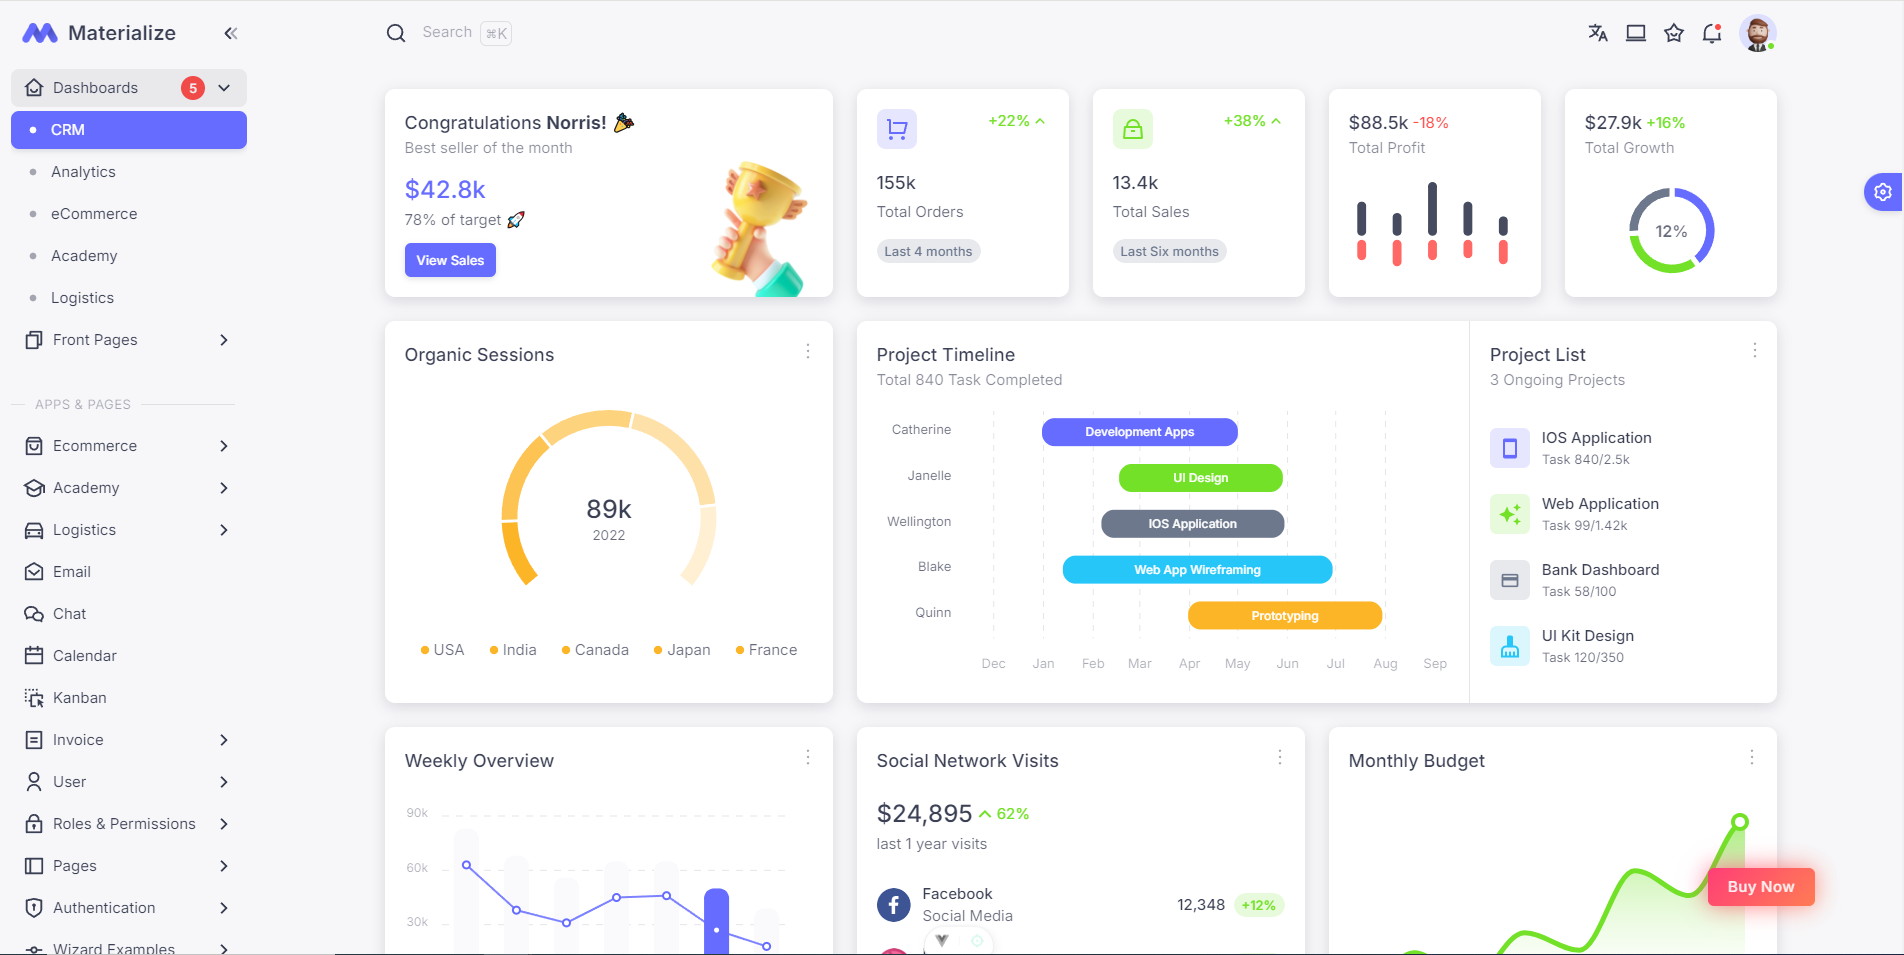 Materialize
Search ⌘K
Dashboards 5
CRM
Analytics
eCommerce
Academy
Logistics
Front Pages
APPS & PAGES
Ecommerce
Academy
Logistics
Email
Chat
Calendar
Kanban
Invoice
User
Roles & Permissions
Pages
Authentication
Wizard Examples
Congratulations Norris!
Best seller of the month
$42.8k
78% of target
View Sales
+22%
155k
Total Orders
Last 4 months
+38%
13.4k
Total Sales
Last Six months
$88.5k -18%
Total Profit
$27.9k +16%
Total Growth
12%
Organic Sessions
89k
2022
USA India Canada Japan France
Project Timeline
Total 840 Task Completed
Catherine Development Apps
Janelle UI Design
Wellington IOS Application
Blake Web App Wireframing
Quinn Prototyping
Dec Jan Feb Mar Apr May Jun Jul Aug Sep
Project List
3 Ongoing Projects
IOS Application
Task 840/2.5k
Web Application
Task 99/1.42k
Bank Dashboard
Task 58/100
UI Kit Design
Task 120/350
Weekly Overview
90k
60k
30k
Social Network Visits
$24,895 62%
last 1 year visits
Facebook
Social Media
12,348 +12%
Monthly Budget
Buy Now